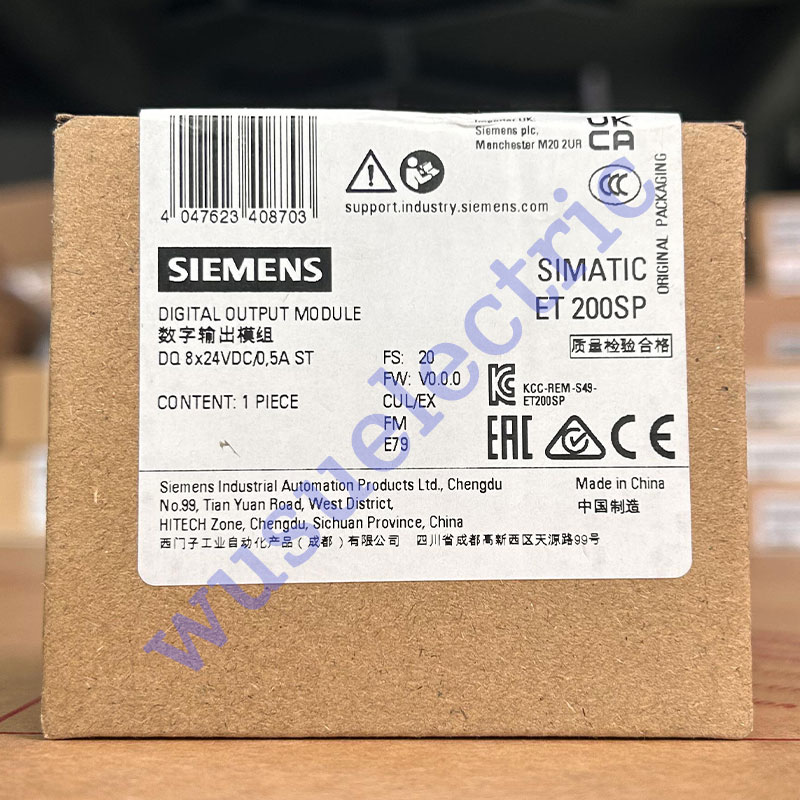 4 047623 408703
Siemens plc,
Manchester M20 2UR
UK
CA
CCC
support.industry.siemens.com
ORIGINAL PACKAGING
SIEMENS
SIMATIC
ET 200SP
DIGITAL OUTPUT MODULE
数字输出模组
DQ 8x24VDC/0,5A ST
质量检验合格
CONTENT: 1 PIECE
FS: 20
FW: V0.0.0
CUL/EX
FM
E79
KCC-REM-S49-
ET200SP
EAC
CE
Siemens Industrial Automation Products Ltd., Chengdu
No.99, Tian Yuan Road, West District,
HITECH Zone, Chengdu, Sichuan Province, China
西门子工业自动化产品（成都）有限公司 四川省成都高新西区天源路99号
Made in China
中国制造
wusuelectric